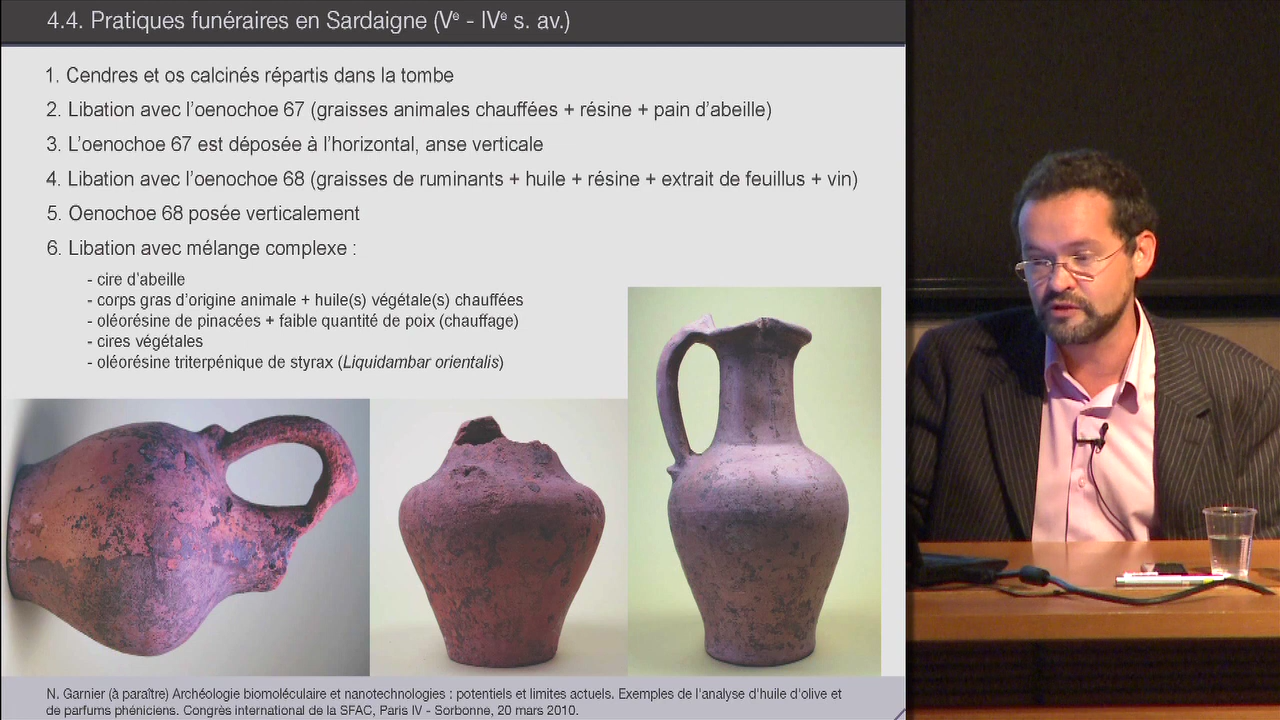 4.4. Pratiques funéraires en Sardaigne (Vᵉ - IVᵉ s. av.)
1. Cendres et os calcinés répartis dans la tombe
2. Libation avec l'oenochoe 67 (graisses animales chauffées + résine + pain d'abeille)
3. L'oenochoe 67 est déposée à l'horizontal, anse verticale
4. Libation avec l'oenochoe 68 (graisses de ruminants + huile + résine + extrait de feuillus + vin)
5. Oenochoe 68 posée verticalement
6. Libation avec mélange complexe :
- cire d'abeille
- corps gras d'origine animale + huile(s) végétale(s) chauffées
- oléorésine de pinacées + faible quantité de poix (chauffage)
- cires végétales
- oléorésine triterpénique de styrax (Liquidambar orientalis)
N. Garnier (à paraître) Archéologie biomoléculaire et nanotechnologies : potentiels et limites actuels. Exemples de l'analyse d'huile d'olive et
de parfums phéniciens. Congrès international de la SFAC, Paris IV - Sorbonne, 20 mars 2010.